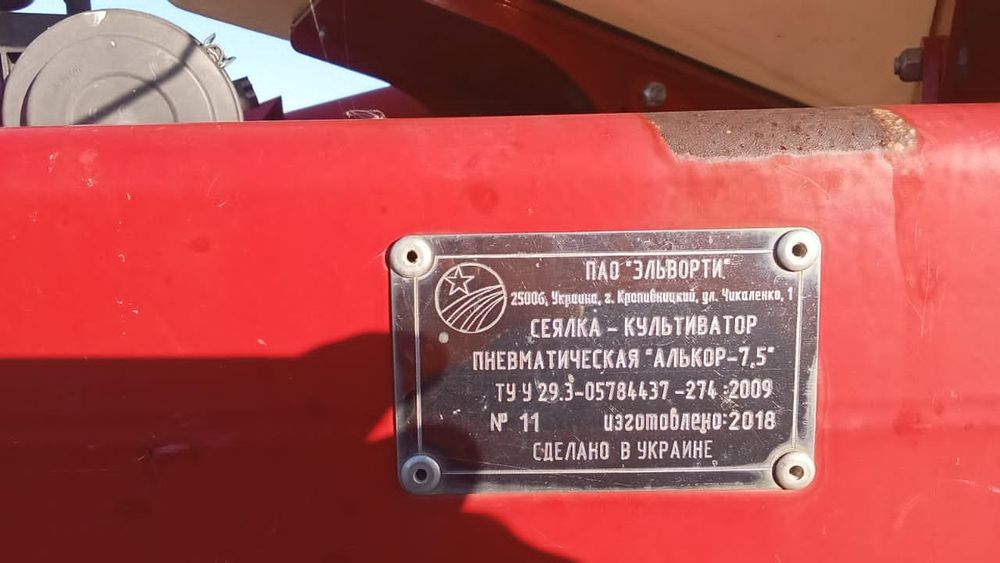 ПАО "ЭЛЬВОРТИ"
25006, Украина, г. Кропивницкий, ул. Чикаленко, 1
СЕЯЛКА - КУЛЬТИВАТОР
ПНЕВМАТИЧЕСКАЯ "АЛЬКОР-7,5"
ТУ У 29.3-05784437-274:2009
№ 11 изготовлено:2018
СДЕЛАНО В УКРАИНЕ